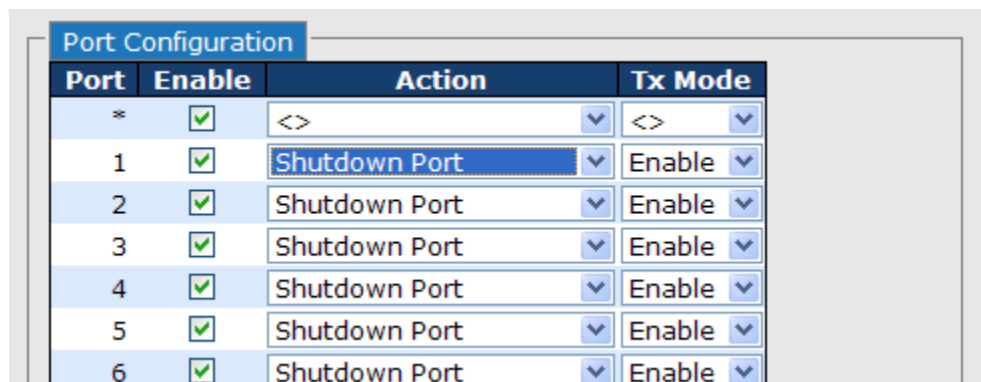 Port Configuration
Port Enable Action Tx Mode
* <> <>
1 Shutdown Port Enable
2 Shutdown Port Enable
3 Shutdown Port Enable
4 Shutdown Port Enable
5 Shutdown Port Enable
6 Shutdown Port Enable